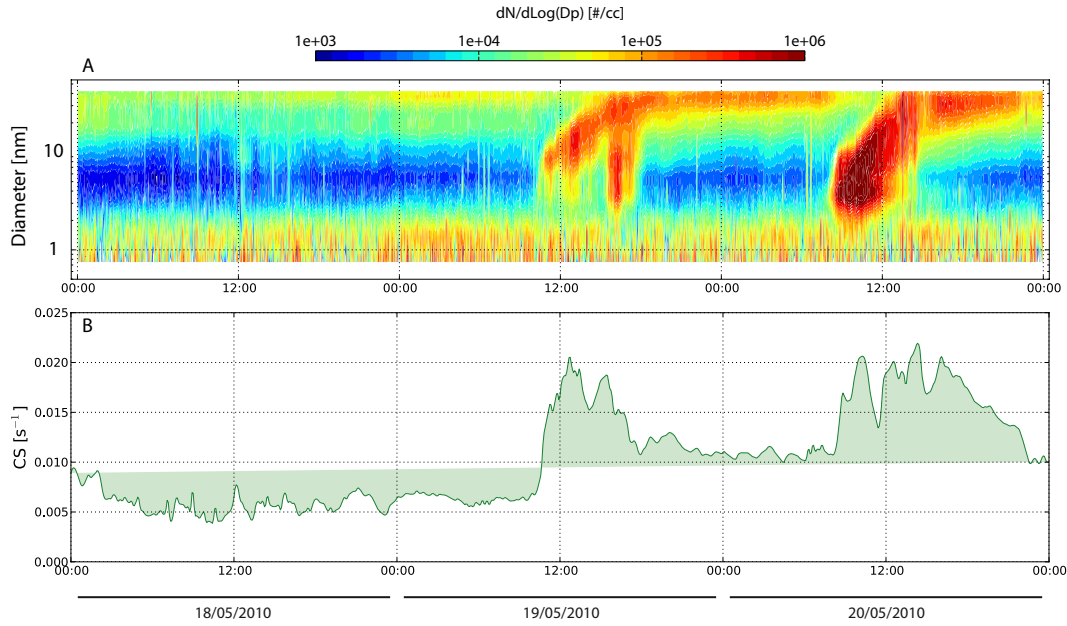 dN/dLog(Dp) [#/cc]
1e+03 1e+04 1e+05 1e+06
A
Diameter [nm]
10
1
00:00 12:00 00:00 12:00 00:00 12:00 00:00
B
CS [s⁻¹]
0.025
0.020
0.015
0.010
0.005
0.000
00:00 12:00 00:00 12:00 00:00 12:00 00:00
18/05/2010 19/05/2010 20/05/2010